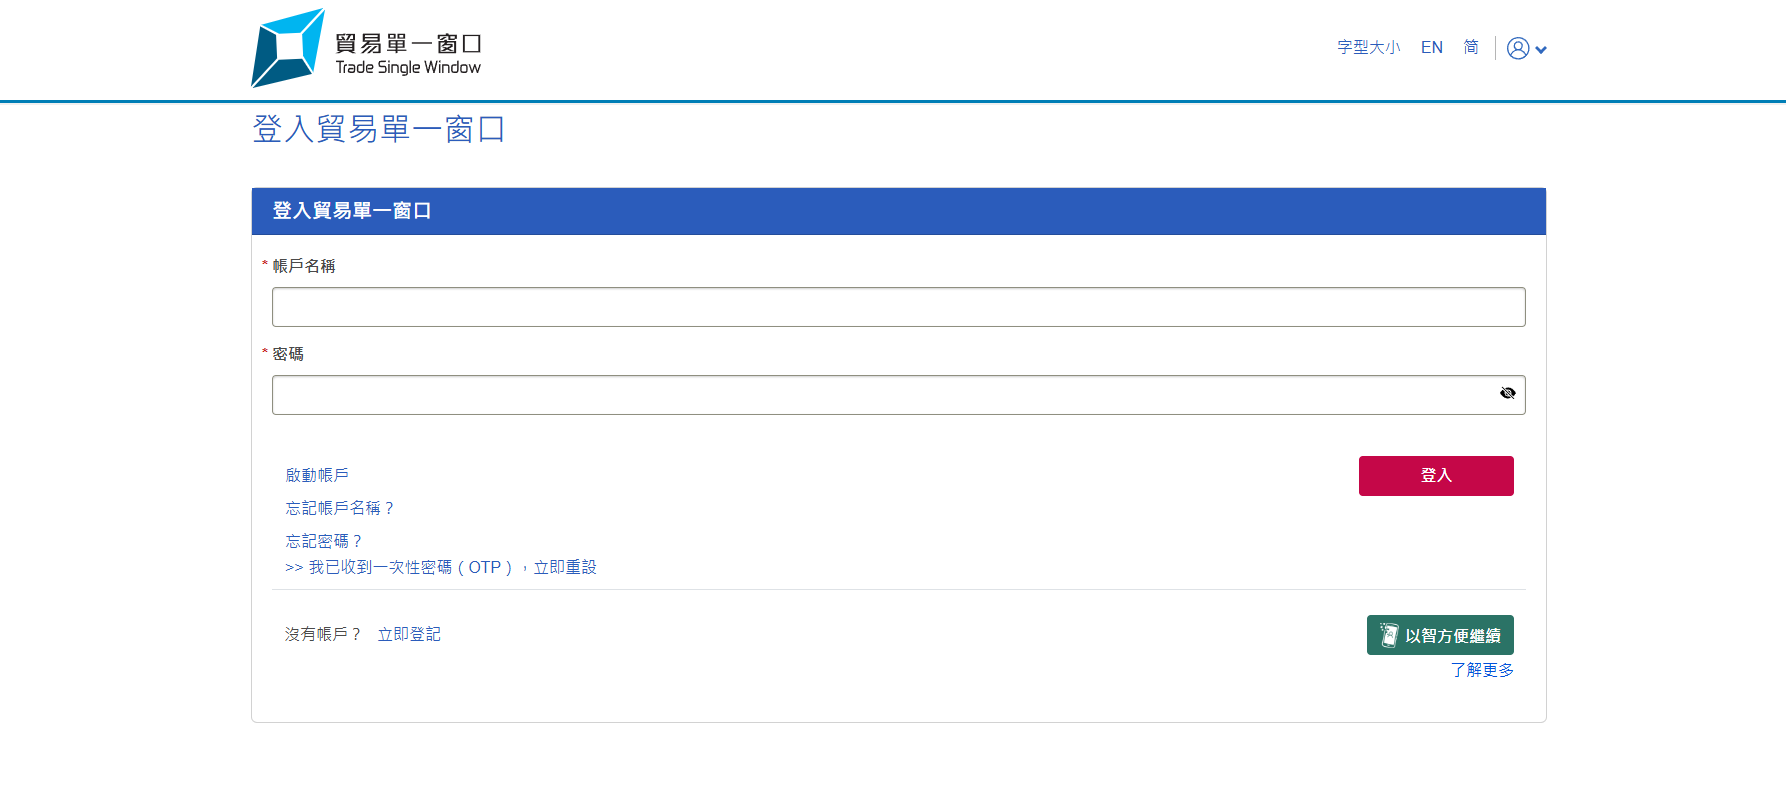 貿易單一窗口
Trade Single Window
字型大小 EN 简
登入貿易單一窗口
登入貿易單一窗口
* 帳戶名稱
* 密碼
啟動帳戶
登入
忘記帳戶名稱？
忘記密碼？
>> 我已收到一次性密碼（OTP），立即重設
沒有帳戶？ 立即登記
以智方便繼續
了解更多